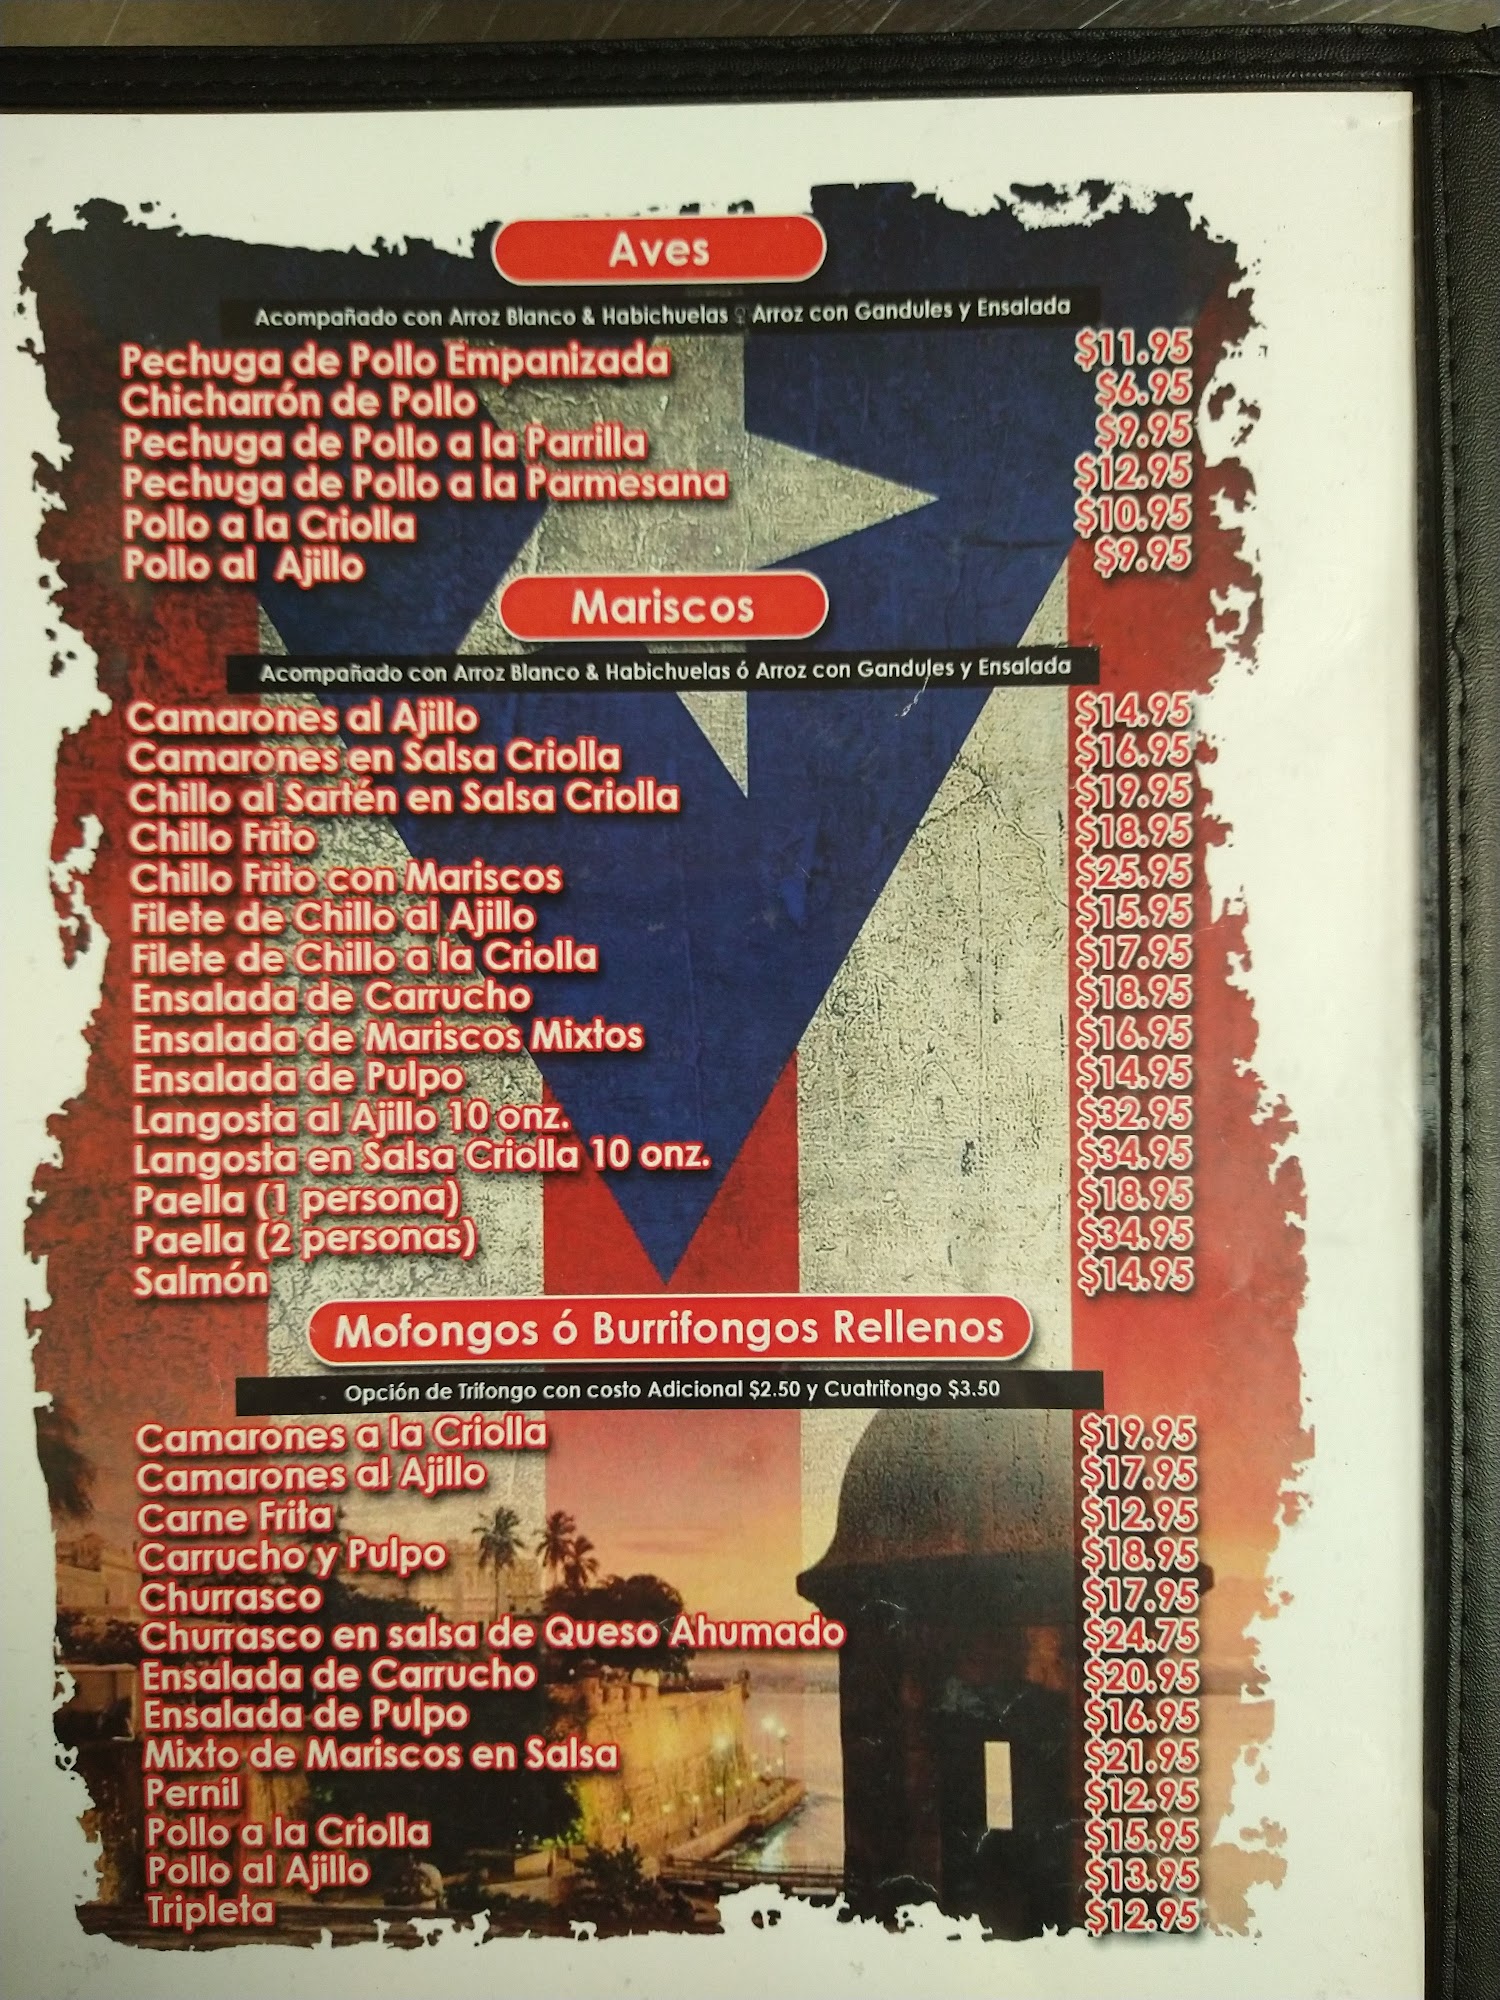 Aves
Acompañado con Arroz Blanco & Habichuelas ó Arroz con Gandules y Ensalada
Pechuga de Pollo Empanizada $11.95
Chicharrón de Pollo $6.95
Pechuga de Pollo a la Parrilla $9.95
Pechuga de Pollo a la Parmesana $12.95
Pollo a la Criolla $10.95
Pollo al Ajillo $9.95
Mariscos
Acompañado con Arroz Blanco & Habichuelas ó Arroz con Gandules y Ensalada
Camarones al Ajillo $14.95
Camarones en Salsa Criolla $16.95
Chillo al Sartén en Salsa Criolla $19.95
Chillo Frito $18.95
Chillo Frito con Mariscos $25.95
Filete de Chillo al Ajillo $15.95
Filete de Chillo a la Criolla $17.95
Ensalada de Carrucho $18.95
Ensalada de Mariscos Mixtos $16.95
Ensalada de Pulpo $14.95
Langosta al Ajillo 10 onz. $32.95
Langosta en Salsa Criolla 10 onz. $34.95
Paella (1 persona) $18.95
Paella (2 personas) $34.95
Salmón $14.95
Mofongos ó Burrifongos Rellenos
Opción de Trifongo con costo Adicional $2.50 y Cuatrifongo $3.50
Camarones a la Criolla $19.95
Camarones al Ajillo $17.95
Carne Frita $12.95
Carrucho y Pulpo $18.95
Churrasco $17.95
Churrasco en salsa de Queso Ahumado $24.75
Ensalada de Carrucho $20.95
Ensalada de Pulpo $16.95
Mixto de Mariscos en Salsa $21.95
Pernil $12.95
Pollo a la Criolla $15.95
Pollo al Ajillo $13.95
Tripleta $12.95